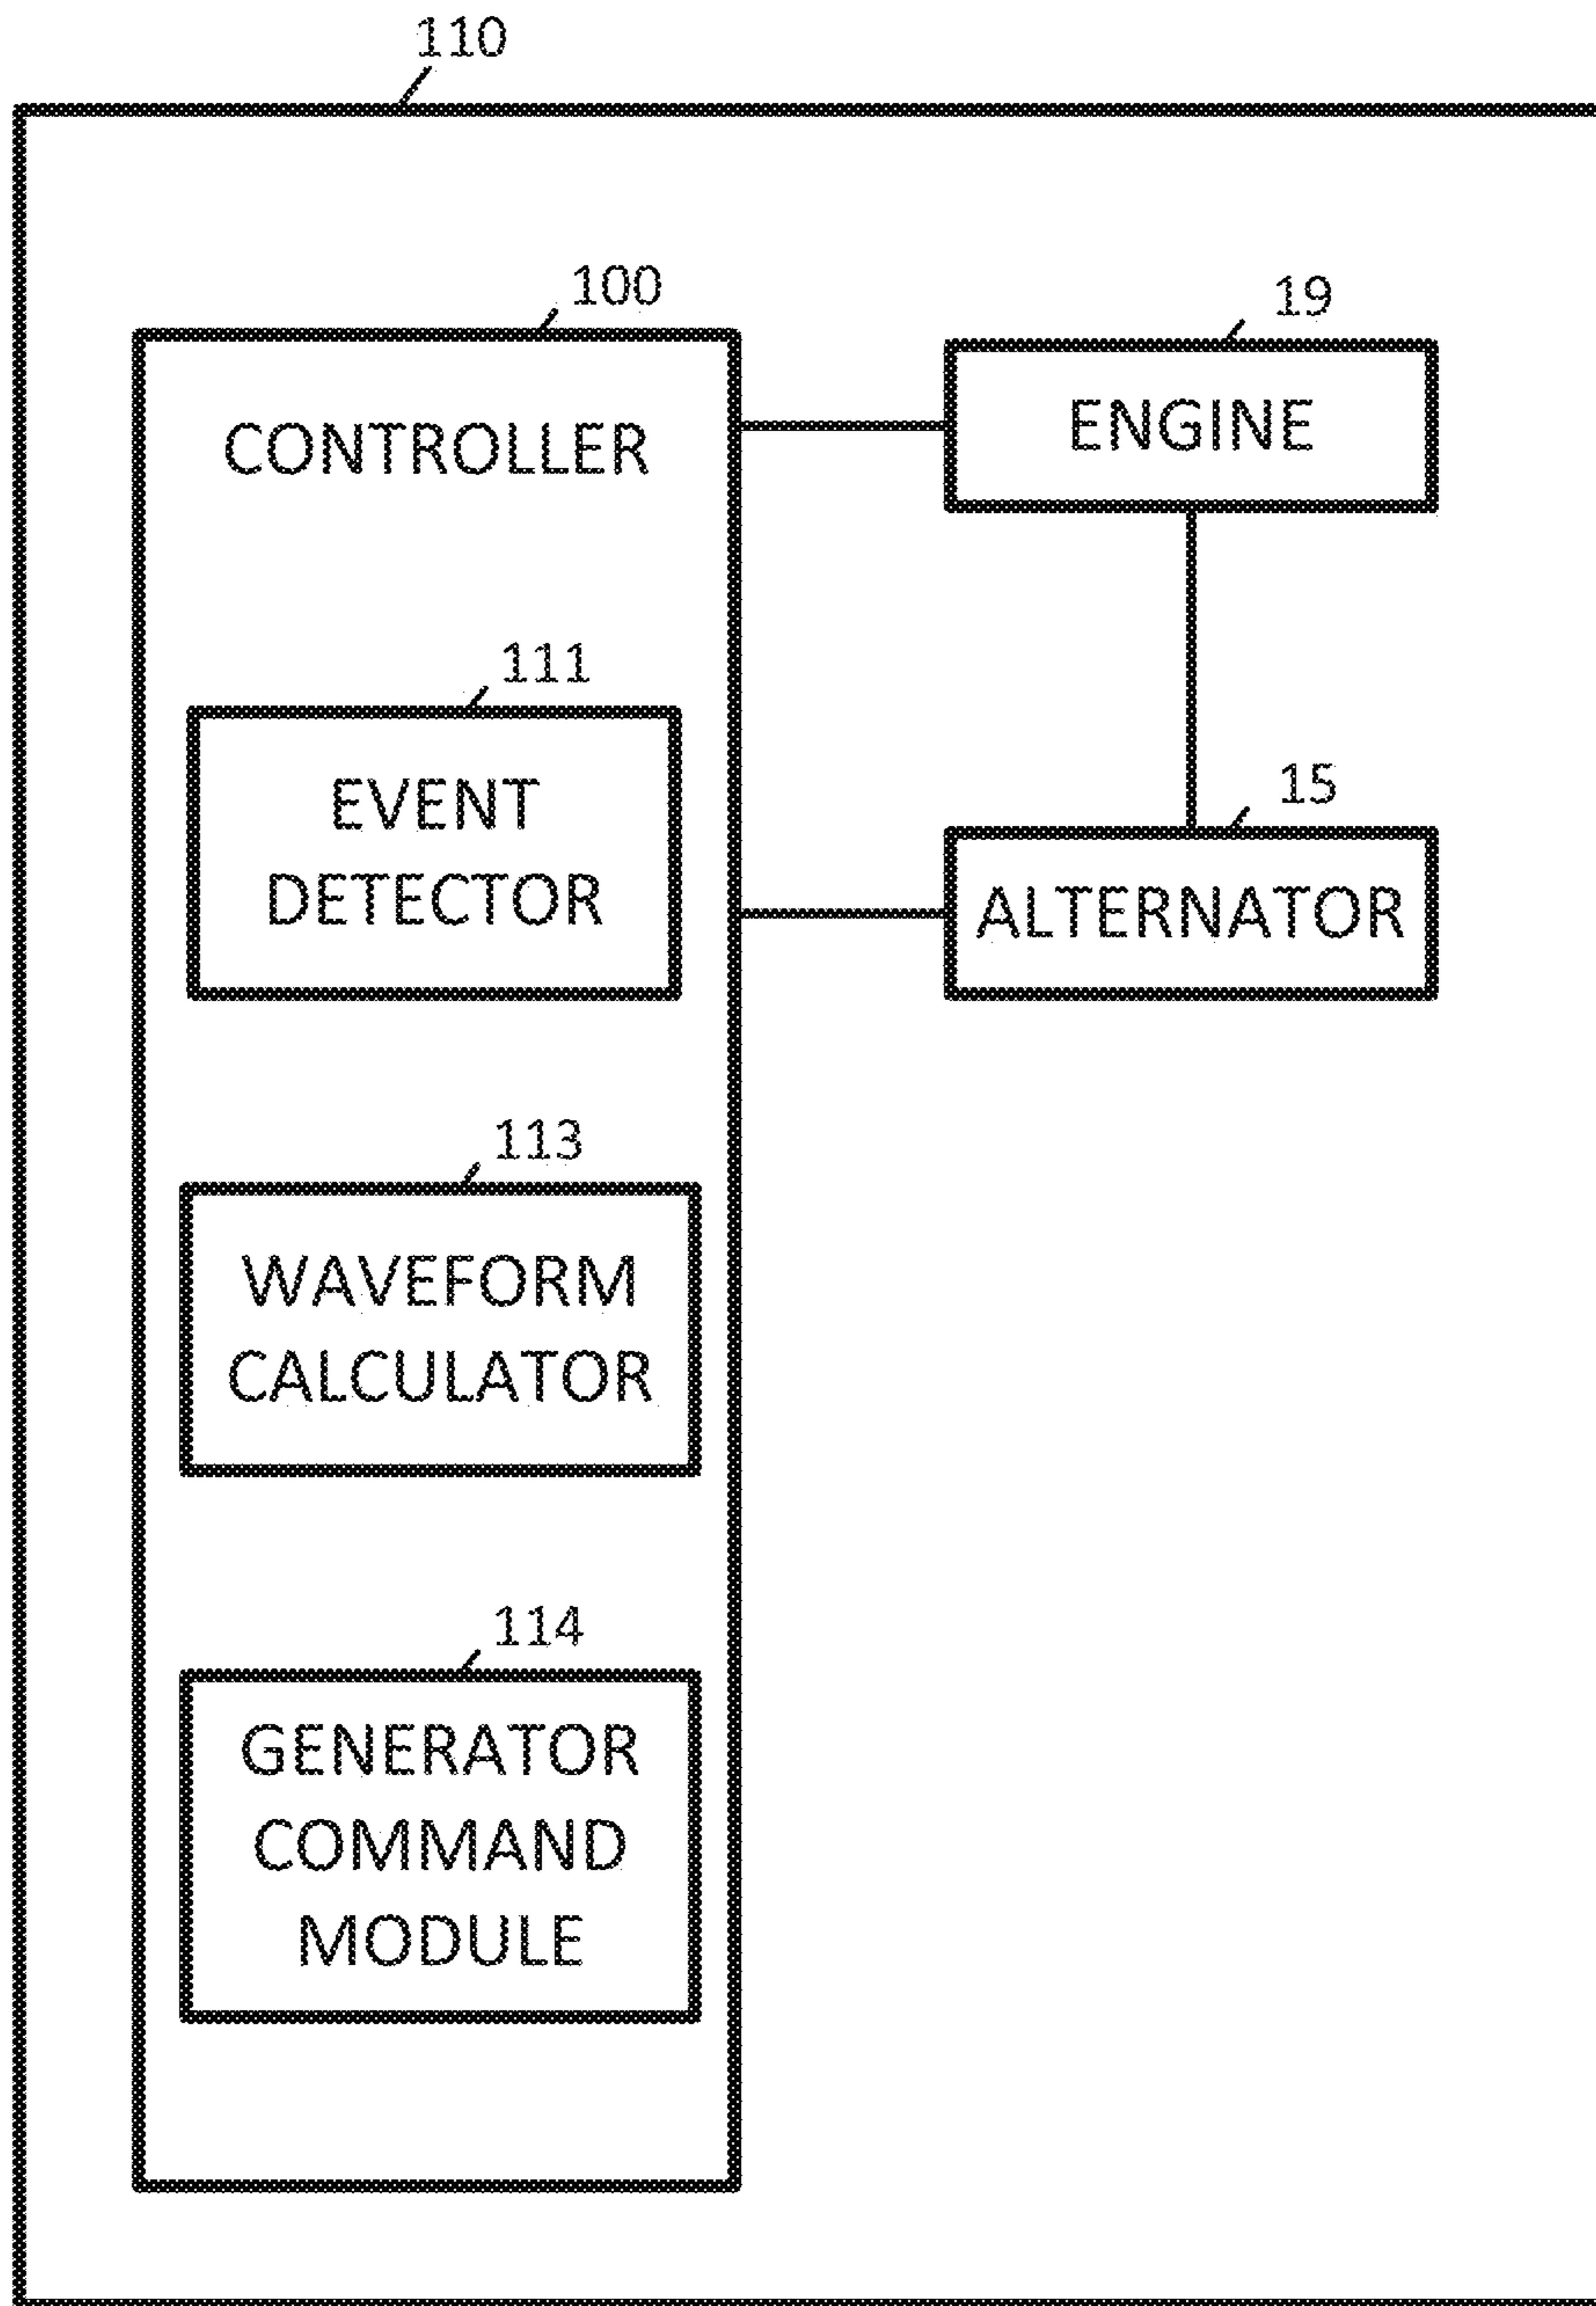 110
100
CONTROLLER
19
ENGINE
111
EVENT
DETECTOR
15
ALTERNATOR
113
WAVEFORM
CALCULATOR
114
GENERATOR
COMMAND
MODULE